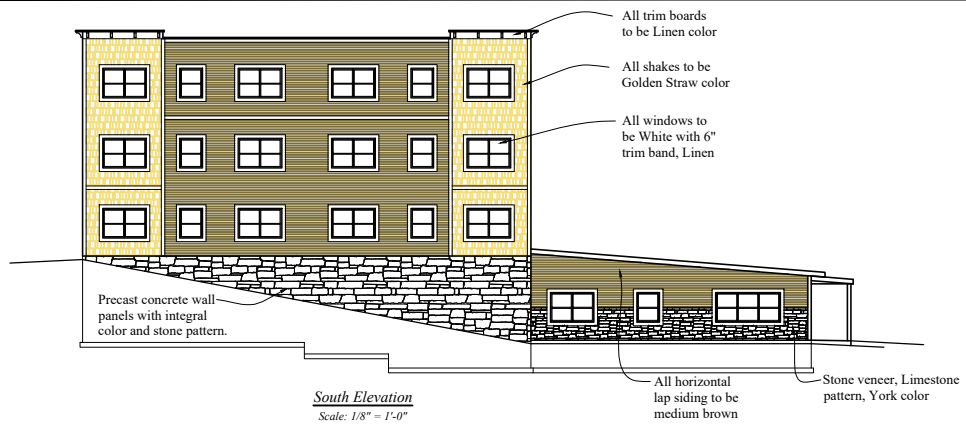 All trim boards
to be Linen color
All shakes to be
Golden Straw color
All windows to
be White with 6"
trim band, Linen
Precast concrete wall
panels with integral
color and stone pattern.
All horizontal
lap siding to be
medium brown
Stone veneer, Limestone
pattern, York color
South Elevation
Scale: 1/8" = 1'-0"